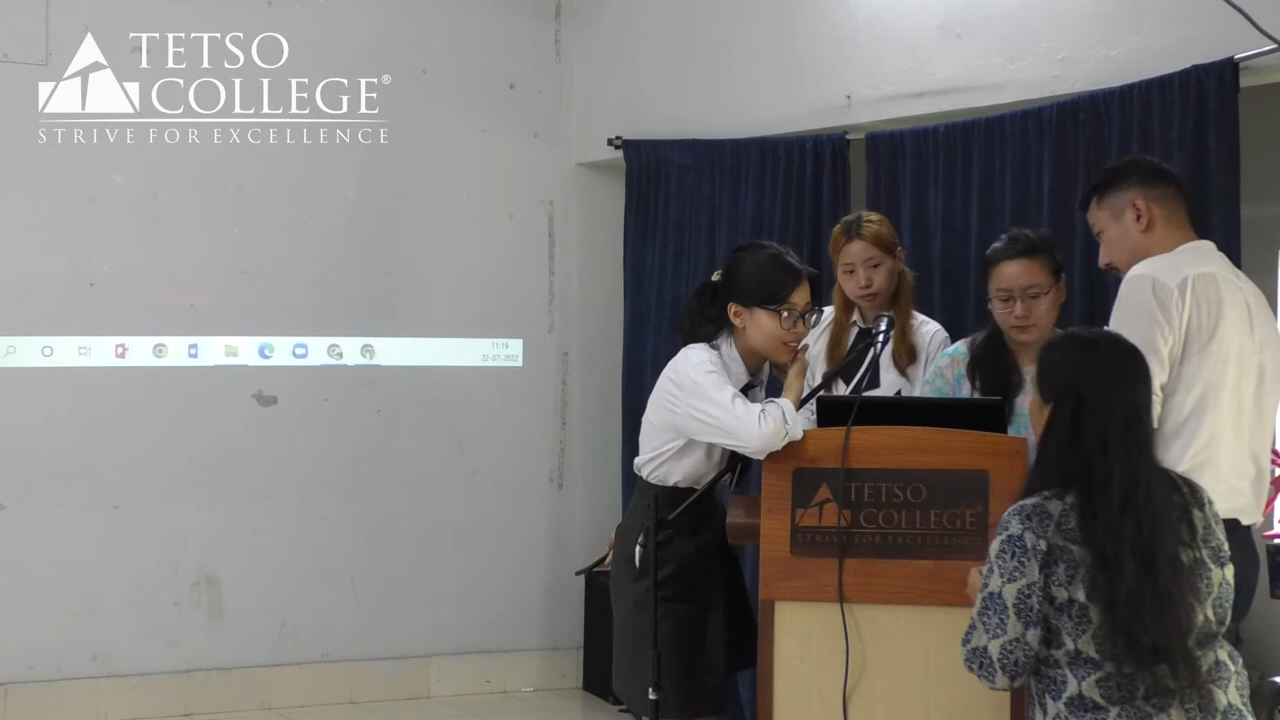 TETSO
COLLEGE®
STRIVE FOR EXCELLENCE
11:19
22-07-2022
TETSO
COLLEGE®
STRIVE FOR EXCELLENCE